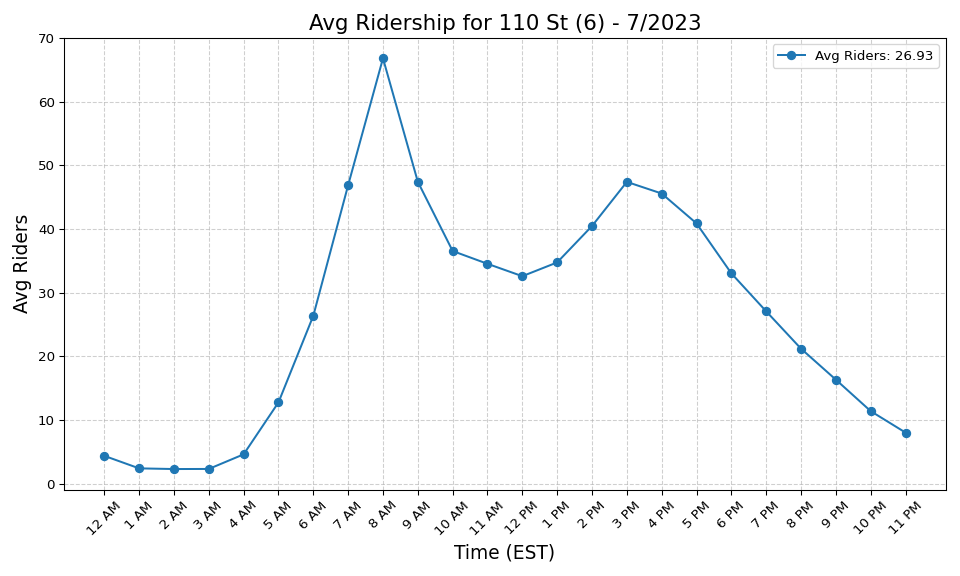 Avg Ridership for 110 St (6) - 7/2023
Avg Riders: 26.93
Avg Riders
70
60
50
40
30
20
10
0
12 AM
1 AM
2 AM
3 AM
4 AM
5 AM
6 AM
7 AM
8 AM
9 AM
10 AM
11 AM
12 PM
1 PM
2 PM
3 PM
4 PM
5 PM
6 PM
7 PM
8 PM
9 PM
10 PM
11 PM
Time (EST)